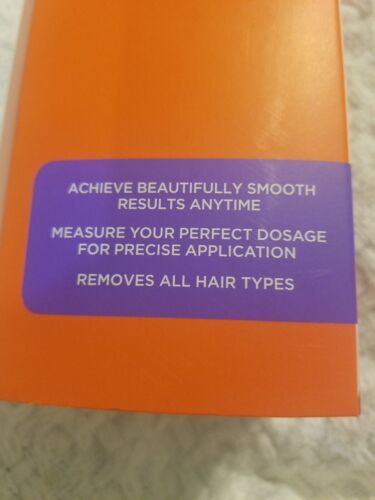 ACHIEVE BEAUTIFULLY SMOOTH
RESULTS ANYTIME
MEASURE YOUR PERFECT DOSAGE
FOR PRECISE APPLICATION
REMOVES ALL HAIR TYPES